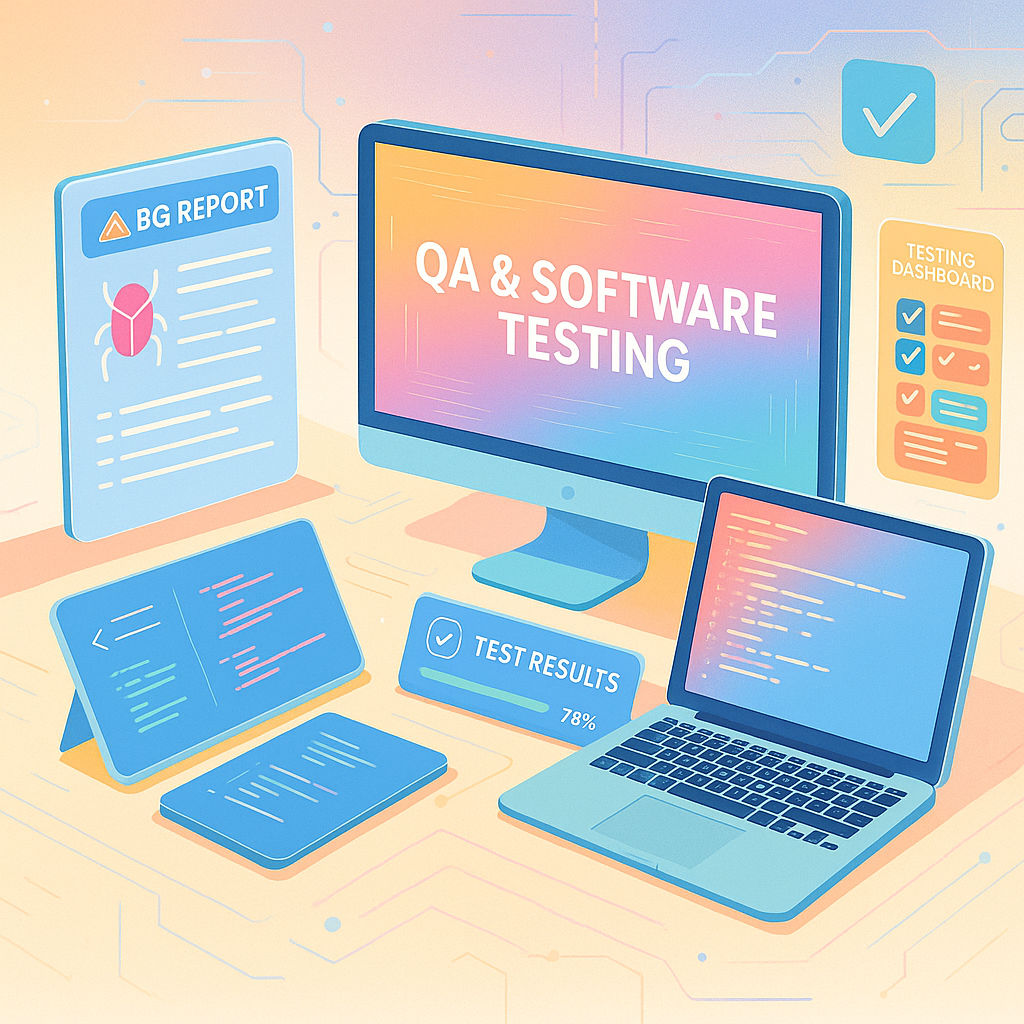 BG REPORT
QA & SOFTWARE
TESTING
TESTING
DASHBOARD
TEST RESULTS
78%